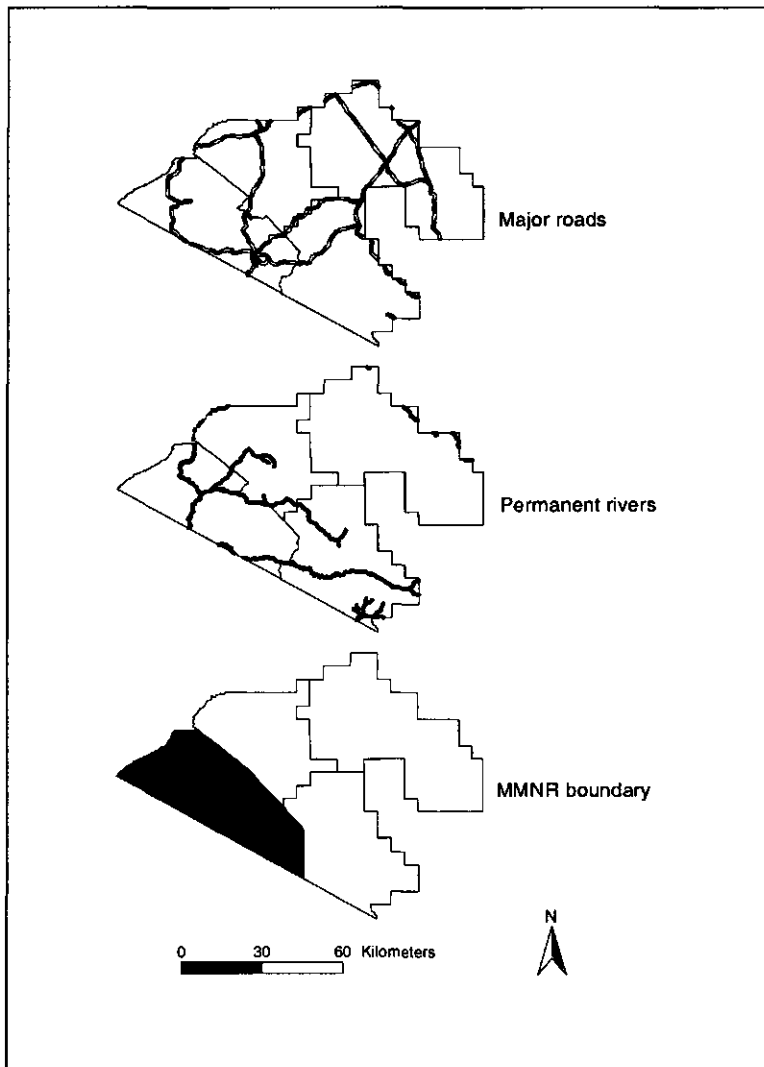 Major roads
Permanent rivers
MMNR boundary
N
0 30 60 Kilometers